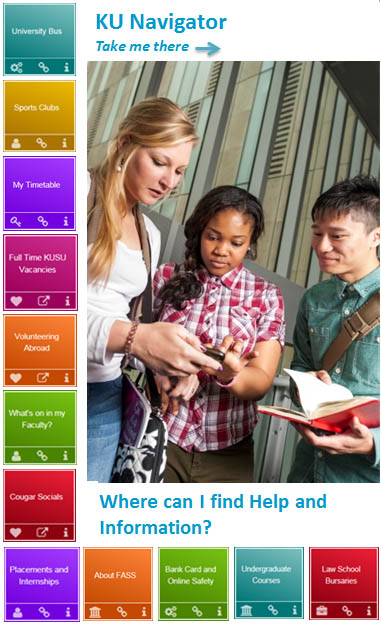 University Bus
KU Navigator
Take me there
Sports Clubs
My Timetable
Full Time KUSU
Vacancies
Volunteering
Abroad
What's on in my
Faculty?
Cougar Socials
Where can I find Help and
Information?
Placements and
Internships
About FASS
Bank Card and
Online Safety
Undergraduate
Courses
Law School
Bursaries